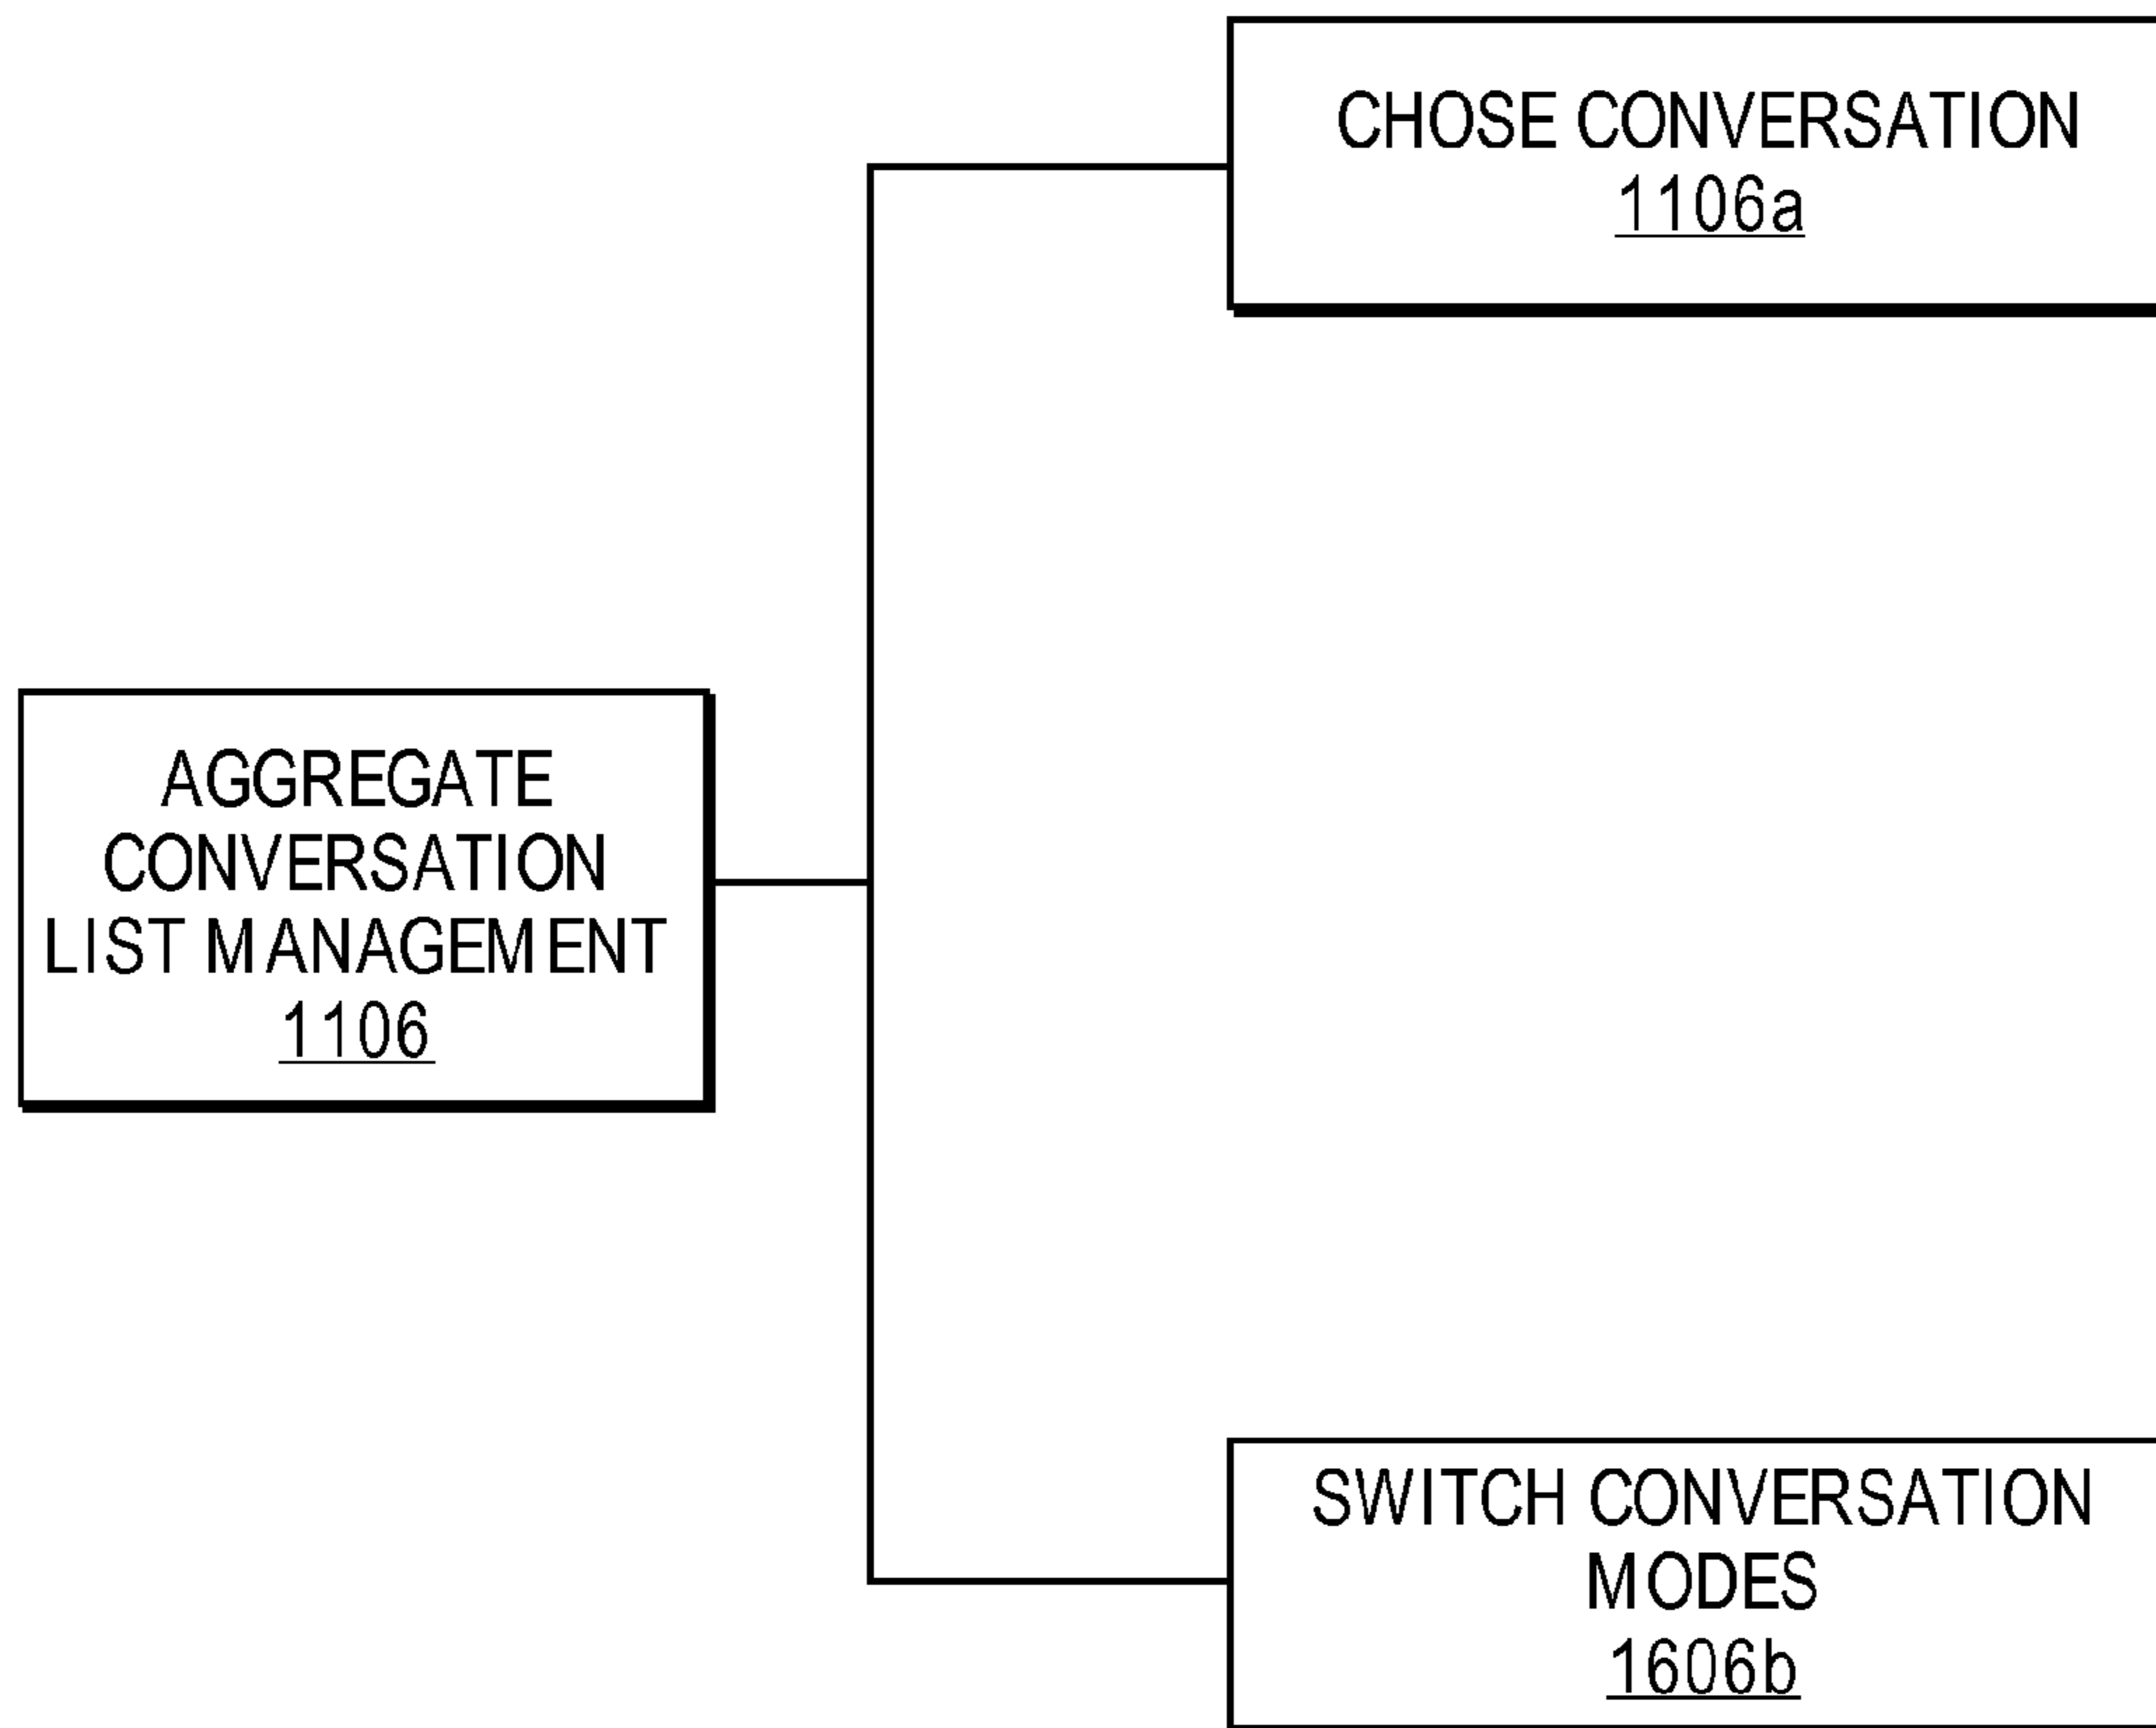 CHOSE CONVERSATION
1106a
AGGREGATE
CONVERSATION
LIST MANAGEMENT
1106
SWITCH CONVERSATION
MODES
1606b